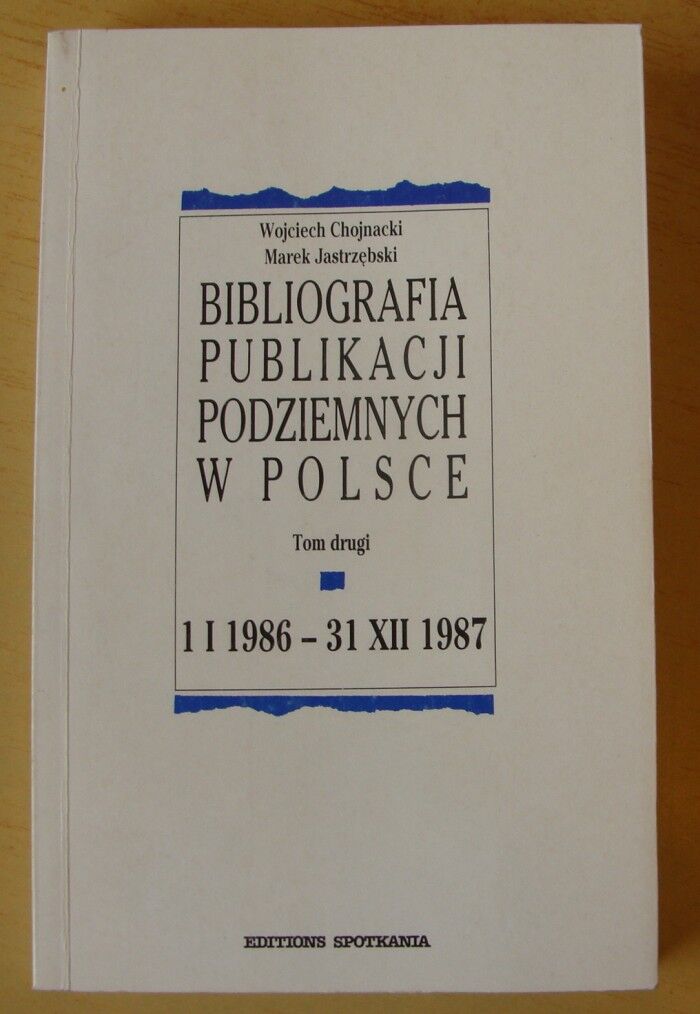 Wojciech Chojnacki
Marek Jastrzębski
BIBLIOGRAFIA
PUBLIKACJI
PODZIEMNYCH
W POLSCE
Tom drugi
1 I 1986 – 31 XII 1987
EDITIONS SPOTKANIA